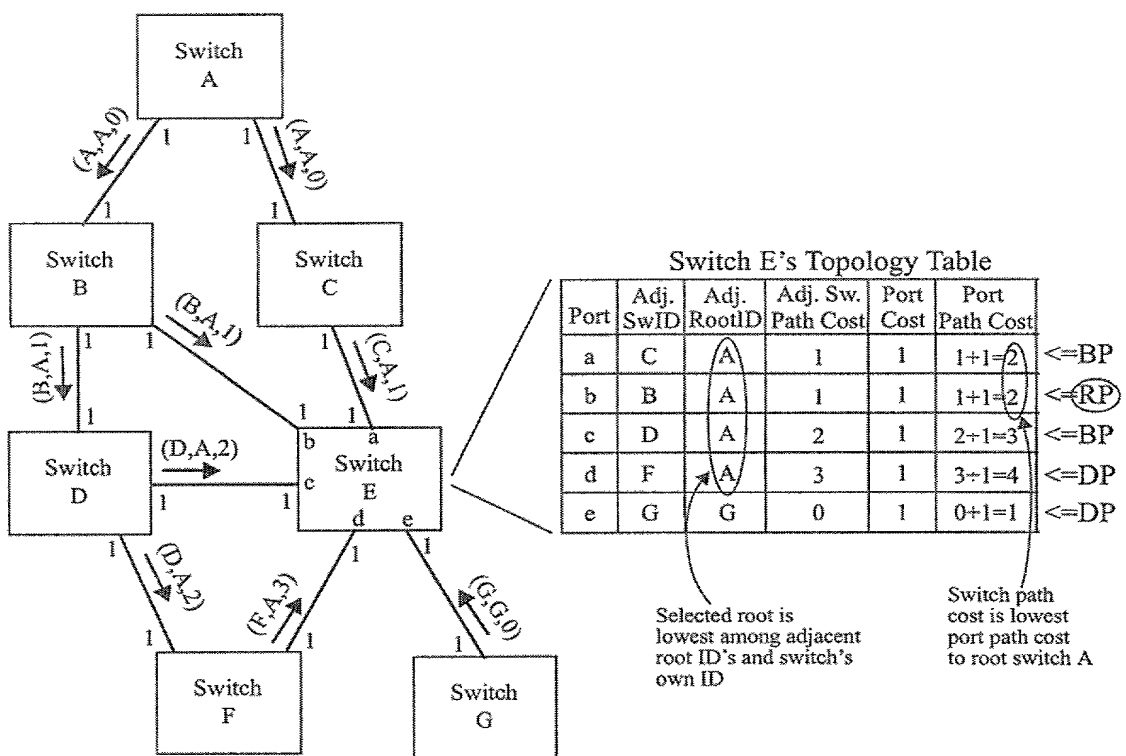 Switch
A
1
1
(A,A,0)
(A,A,0)
1
1
Switch
B
Switch
C
1
1
1
(B,A,1)
(B,A,1)
(C,A,1)
1
1
1
b
a
Switch
D
(D,A,2)
1
1
c
Switch
E
d
e
1
1
1
(D,A,2)
(F,A,3)
(G,G,0)
1
1
1
Switch
F
Switch
G
Switch E's Topology Table
Port
Adj. SwID
Adj. RootID
Adj. Sw. Path Cost
Port Cost
Port Path Cost
a C A 1 1 1+1=2 <=BP
b B A 1 1 1+1=2 <=RP
c D A 2 1 2+1=3 <=BP
d F A 3 1 3+1=4 <=DP
e G G 0 1 0+1=1 <=DP
Selected root is
lowest among adjacent
root ID's and switch's
own ID
Switch path
cost is lowest
port path cost
to root switch A